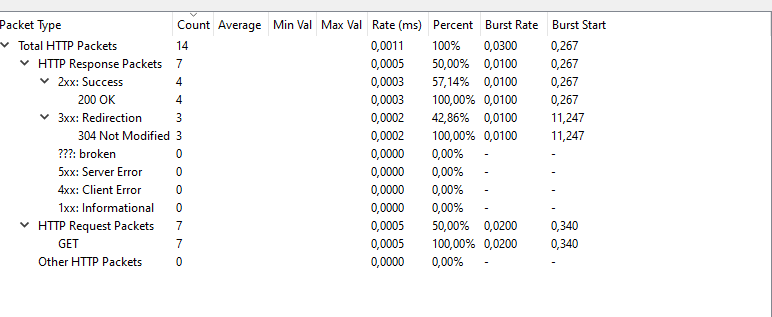 Packet Type Count Average Min Val Max Val Rate (ms) Percent Burst Rate Burst Start
Total HTTP Packets 14 0,0011 100% 0,0300 0,267
HTTP Response Packets 7 0,0005 50,00% 0,0100 0,267
2xx: Success 4 0,0003 57,14% 0,0100 0,267
200 OK 4 0,0003 100,00% 0,0100 0,267
3xx: Redirection 3 0,0002 42,86% 0,0100 11,247
304 Not Modified 3 0,0002 100,00% 0,0100 11,247
???: broken 0 0,0000 0,00% - -
5xx: Server Error 0 0,0000 0,00% - -
4xx: Client Error 0 0,0000 0,00% - -
1xx: Informational 0 0,0000 0,00% - -
HTTP Request Packets 7 0,0005 50,00% 0,0200 0,340
GET 7 0,0005 100,00% 0,0200 0,340
Other HTTP Packets 0 0,0000 0,00% - -